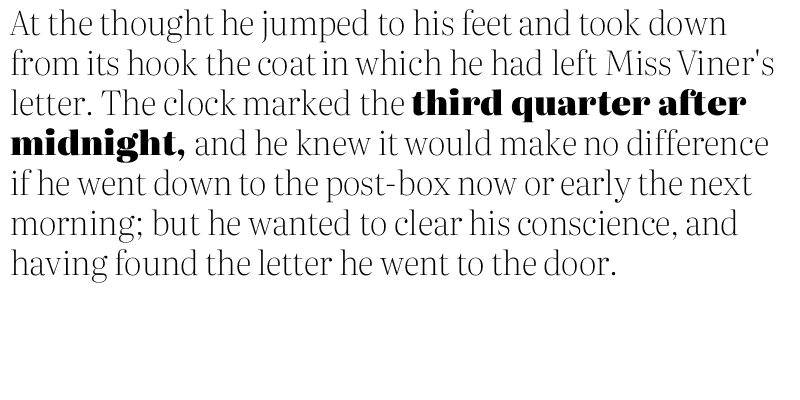 At the thought he jumped to his feet and took down
from its hook the coat in which he had left Miss Viner's
letter. The clock marked the third quarter after
midnight, and he knew it would make no difference
if he went down to the post-box now or early the next
morning; but he wanted to clear his conscience, and
having found the letter he went to the door.